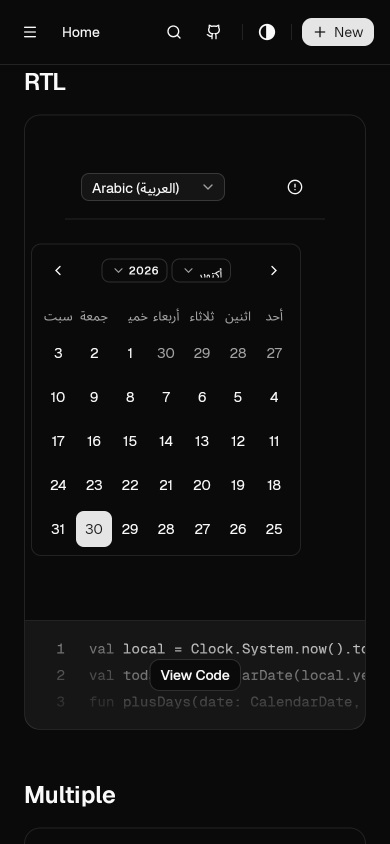 Home
New
RTL
Arabic (العربية)
2026
أحد اثنين ثلاثاء أربعاء خمي جمعة سبت
27 28 29 30 1 2 3
4 5 6 7 8 9 10
11 12 13 14 15 16 17
18 19 20 21 22 23 24
25 26 27 28 29 30 31
1 val local = Clock.System.now().to
2 val tod arDate(local.ye
View Code
3 fun plusDays(date: CalendarDate,
Multiple